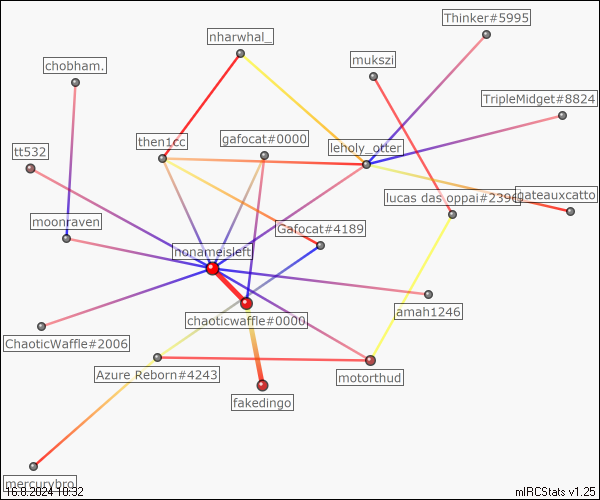 Thinker#5995
nharwhal_
mukszi
chobham.
TripleMidget#8824
then1cc
gafocat#0000
leholy_otter
tt532
lucas das oppai#2396
gateauxcatto
moonraven
Gafocat#4189
nonameisleft
amah1246
chaoticwaffle#0000
ChaoticWaffle#2006
Azure Reborn#4243
motorthud
fakedingo
mercurybro
16.8.2024 10:32
mIRCStats v1.25